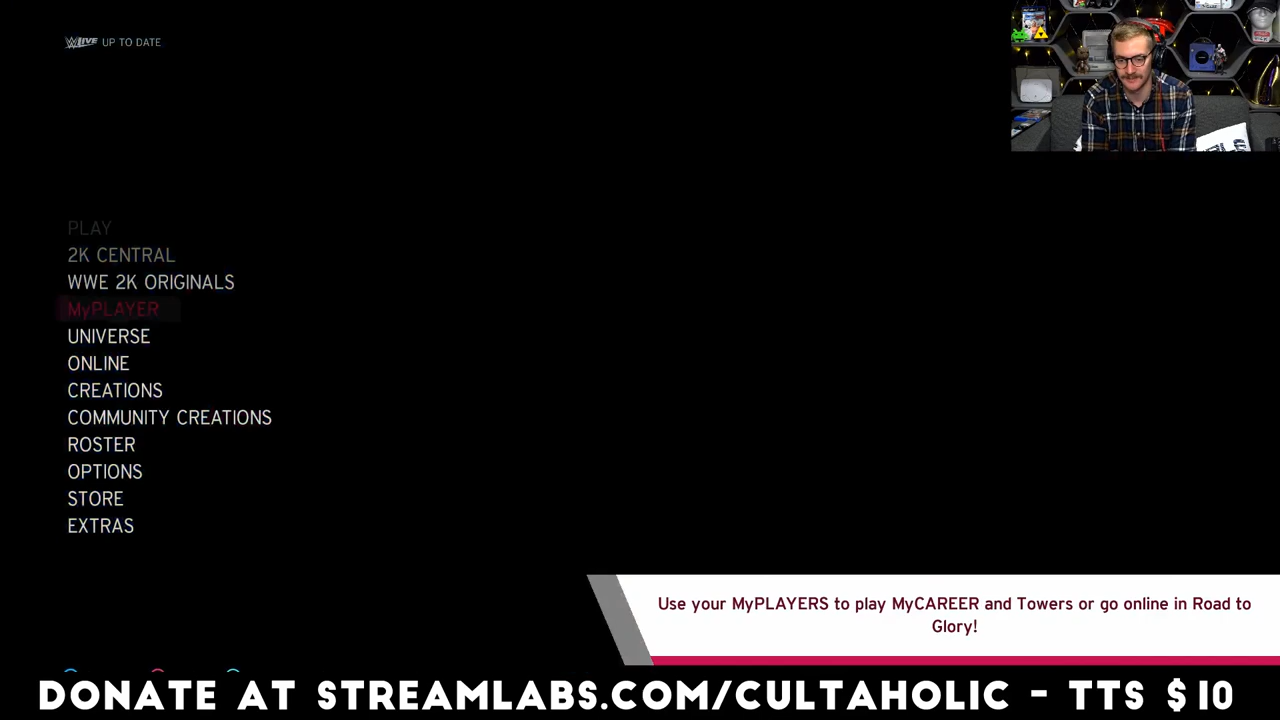 LIVE UP TO DATE
PLAY
2K CENTRAL
WWE 2K ORIGINALS
MyPLAYER
UNIVERSE
ONLINE
CREATIONS
COMMUNITY CREATIONS
ROSTER
OPTIONS
STORE
EXTRAS
Use your MyPLAYERS to play MyCAREER and Towers or go online in Road to
Glory!
DONATE AT STREAMLABS.COM/CULTAHOLIC - TTS $10